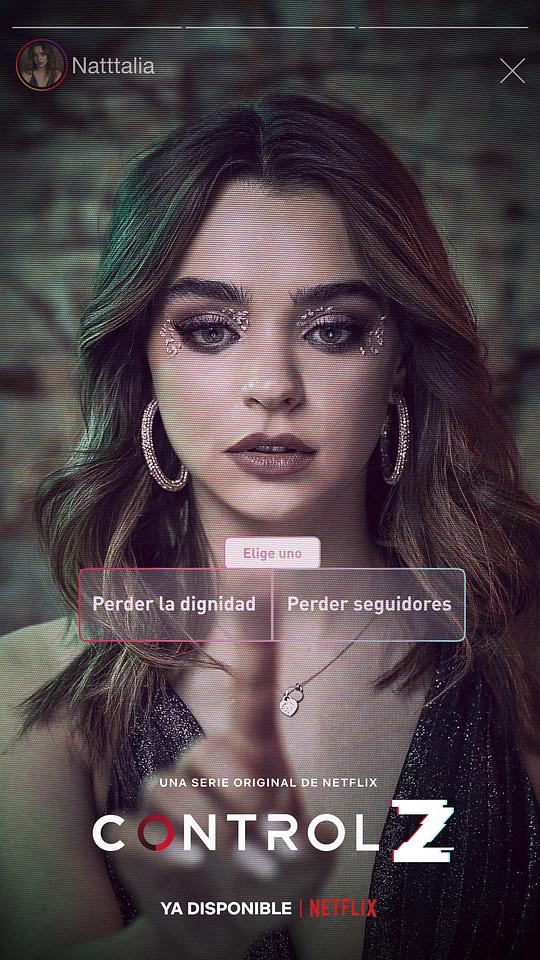 Natttalia
Elige uno
Perder la dignidad
Perder seguidores
UNA SERIE ORIGINAL DE NETFLIX
CONTROL Z
YA DISPONIBLE | NETFLIX